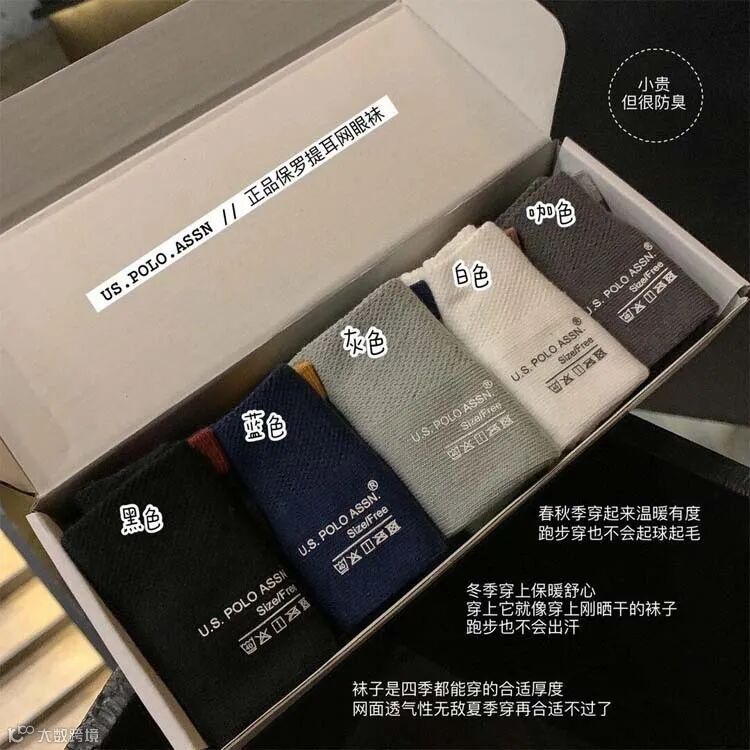 小贵
但很防臭
US.POLO.ASSN // 正品保罗提耳网眼袜
咖色
U.S. POLO ASSN.®
Size/Free
40
白色
U.S. POLO ASSN.®
Size/Free
40
灰色
U.S. POLO ASSN.®
Size/Free
40
蓝色
U.S. POLO ASSN.®
Size/Free
40
黑色
U.S. POLO ASSN.®
Size/Free
40
春秋季穿起来温暖有度
跑步穿也不会起球起毛
冬季穿上保暖舒心
穿上它就像穿上刚晒干的袜子
跑步也不会出汗
袜子是四季都能穿的合适厚度
网面透气性无敌夏季穿再合适不过了
大数跨境